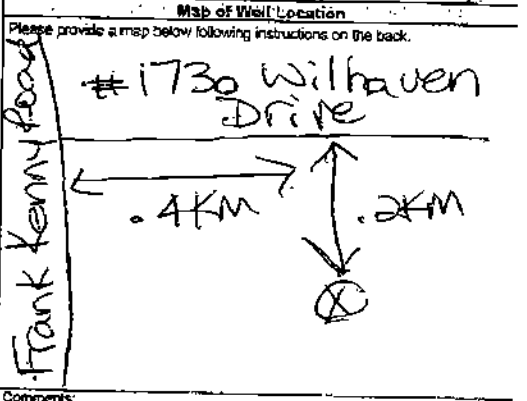 Map of Well Location
Please provide a map below following instructions on the back.
#1730 Wilhaven
Drive
Frank Kenny Road
.4KM
.2KM
X
Comments: